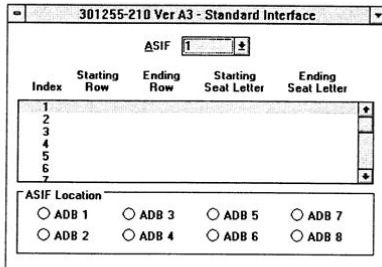 301255-210 Ver A3 - Standard Interface
ASIF 1
Index Starting Row Ending Row Starting Seat Letter Ending Seat Letter
1
2
3
4
5
6
7
ASIF Location
ADB 1 ADB 3 ADB 5 ADB 7
ADB 2 ADB 4 ADB 6 ADB 8